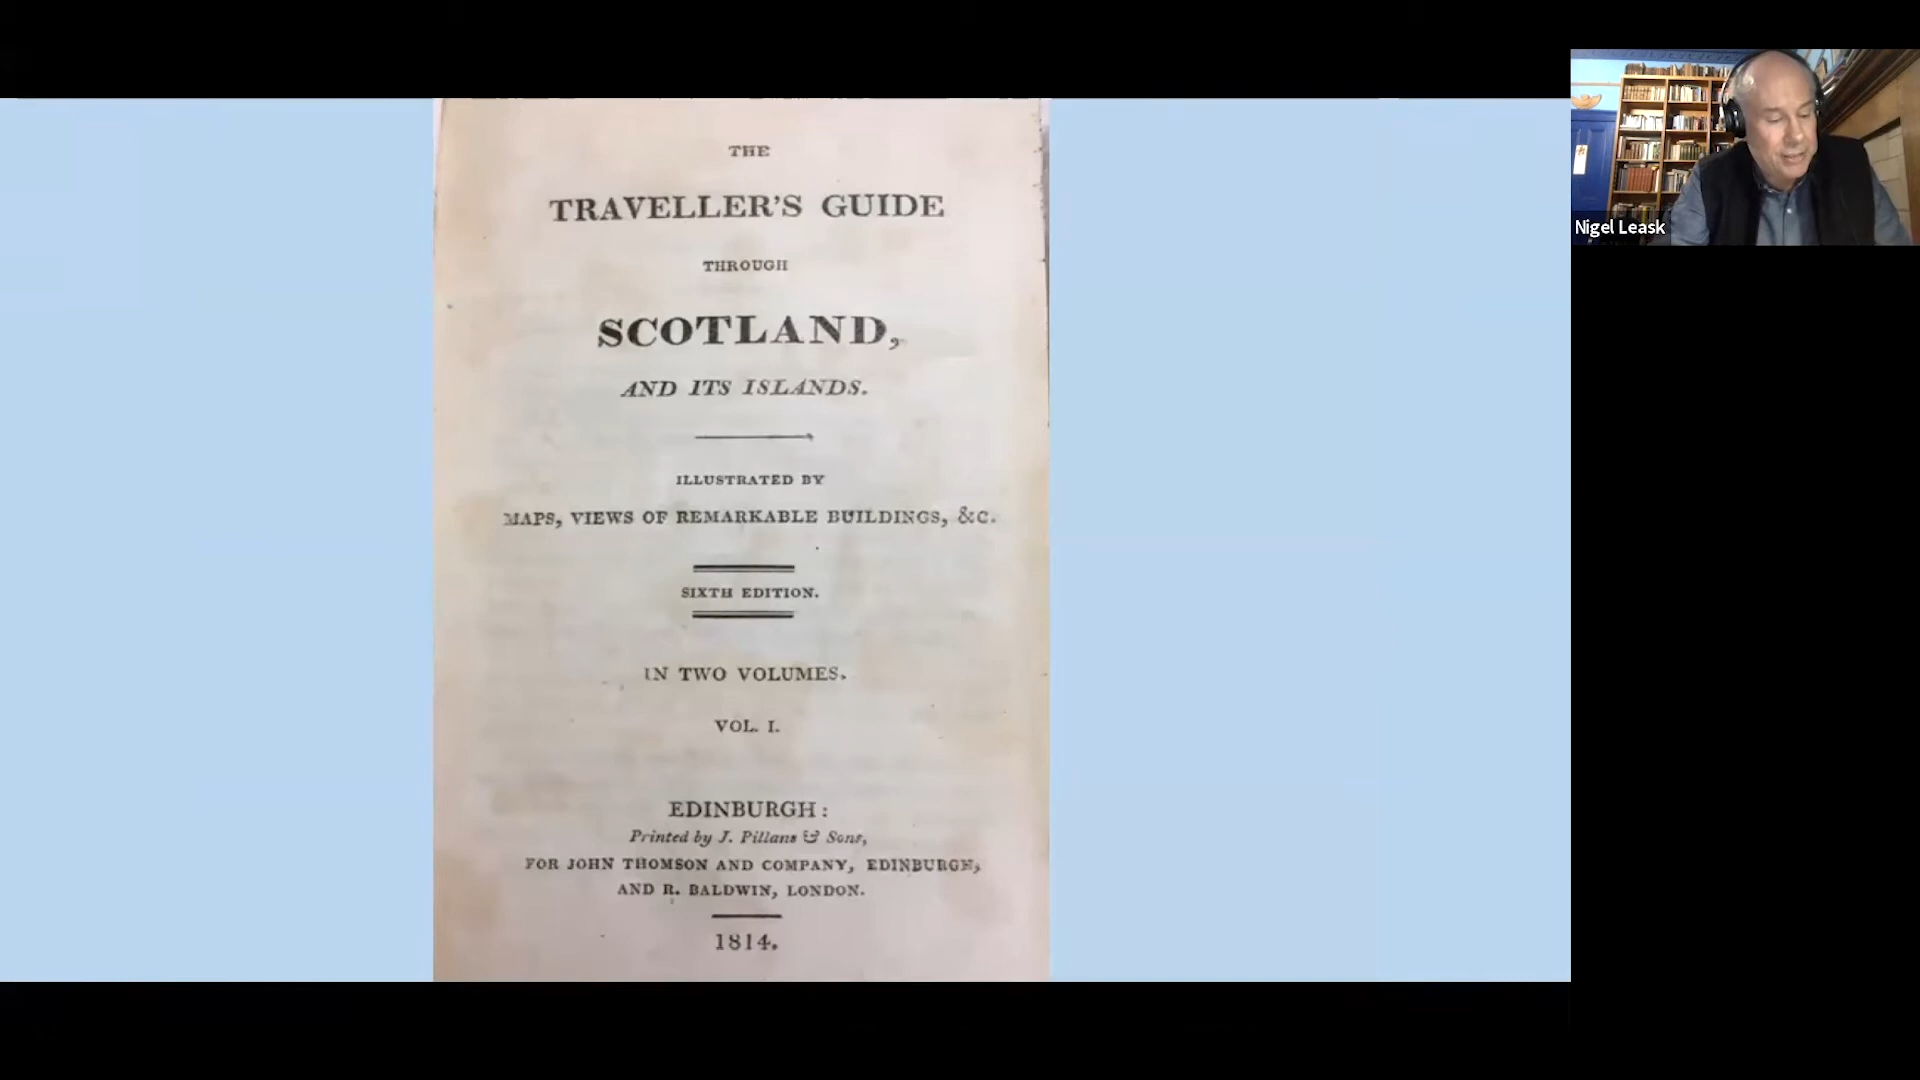 THE
TRAVELLER'S GUIDE
THROUGH
SCOTLAND,
AND ITS ISLANDS.
ILLUSTRATED BY
MAPS, VIEWS OF REMARKABLE BUILDINGS, &c.
SIXTH EDITION.
IN TWO VOLUMES.
VOL. I.
EDINBURGH:
Printed by J. Pillans & Sons,
FOR JOHN THOMSON AND COMPANY, EDINBURGH,
AND R. BALDWIN, LONDON.
1814.
Nigel Leask